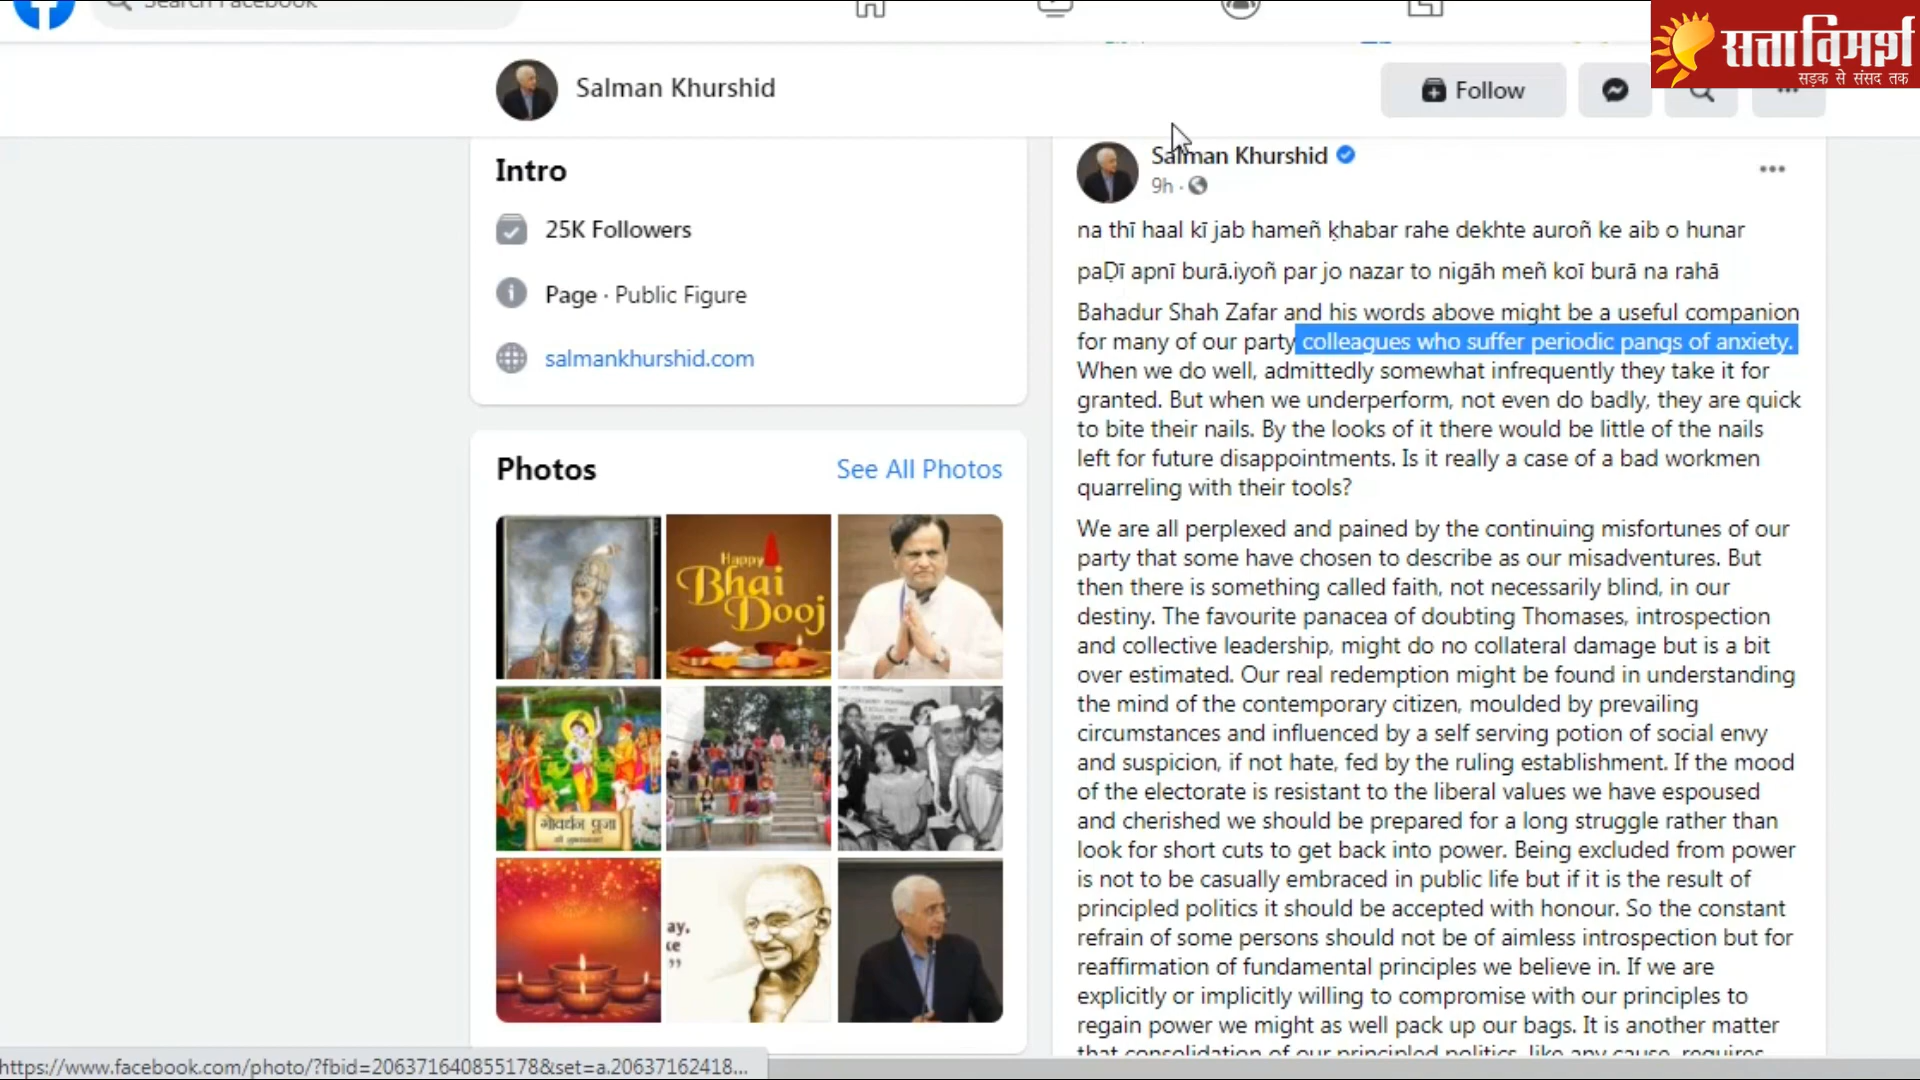 Search Facebook
सत्ता विमर्श
सड़क से संसद तक
Salman Khurshid
Follow
Intro
25K Followers
Page · Public Figure
salmankhurshid.com
Photos
See All Photos
Happy
Bhai
Dooj
गोवर्धन पूजा
ay,
ke
”
Salman Khurshid
9h ·
na thī haal kī jab hameñ ḳhabar rahe dekhte auroñ ke aib o hunar
paḌī apnī burā.iyoñ par jo nazar to nigāh meñ koī burā na rahā
Bahadur Shah Zafar and his words above might be a useful companion
for many of our party colleagues who suffer periodic pangs of anxiety.
When we do well, admittedly somewhat infrequently they take it for
granted. But when we underperform, not even do badly, they are quick
to bite their nails. By the looks of it there would be little of the nails
left for future disappointments. Is it really a case of a bad workmen
quarreling with their tools?
We are all perplexed and pained by the continuing misfortunes of our
party that some have chosen to describe as our misadventures. But
then there is something called faith, not necessarily blind, in our
destiny. The favourite panacea of doubting Thomases, introspection
and collective leadership, might do no collateral damage but is a bit
over estimated. Our real redemption might be found in understanding
the mind of the contemporary citizen, moulded by prevailing
circumstances and influenced by a self serving potion of social envy
and suspicion, if not hate, fed by the ruling establishment. If the mood
of the electorate is resistant to the liberal values we have espoused
and cherished we should be prepared for a long struggle rather than
look for short cuts to get back into power. Being excluded from power
is not to be casually embraced in public life but if it is the result of
principled politics it should be accepted with honour. So the constant
refrain of some persons should not be of aimless introspection but for
reaffirmation of fundamental principles we believe in. If we are
explicitly or implicitly willing to compromise with our principles to
regain power we might as well pack up our bags. It is another matter
that consolidation of our principled politics, like any cause, requires
https://www.facebook.com/photo/?fbid=206371640855178&set=a.20637162418...